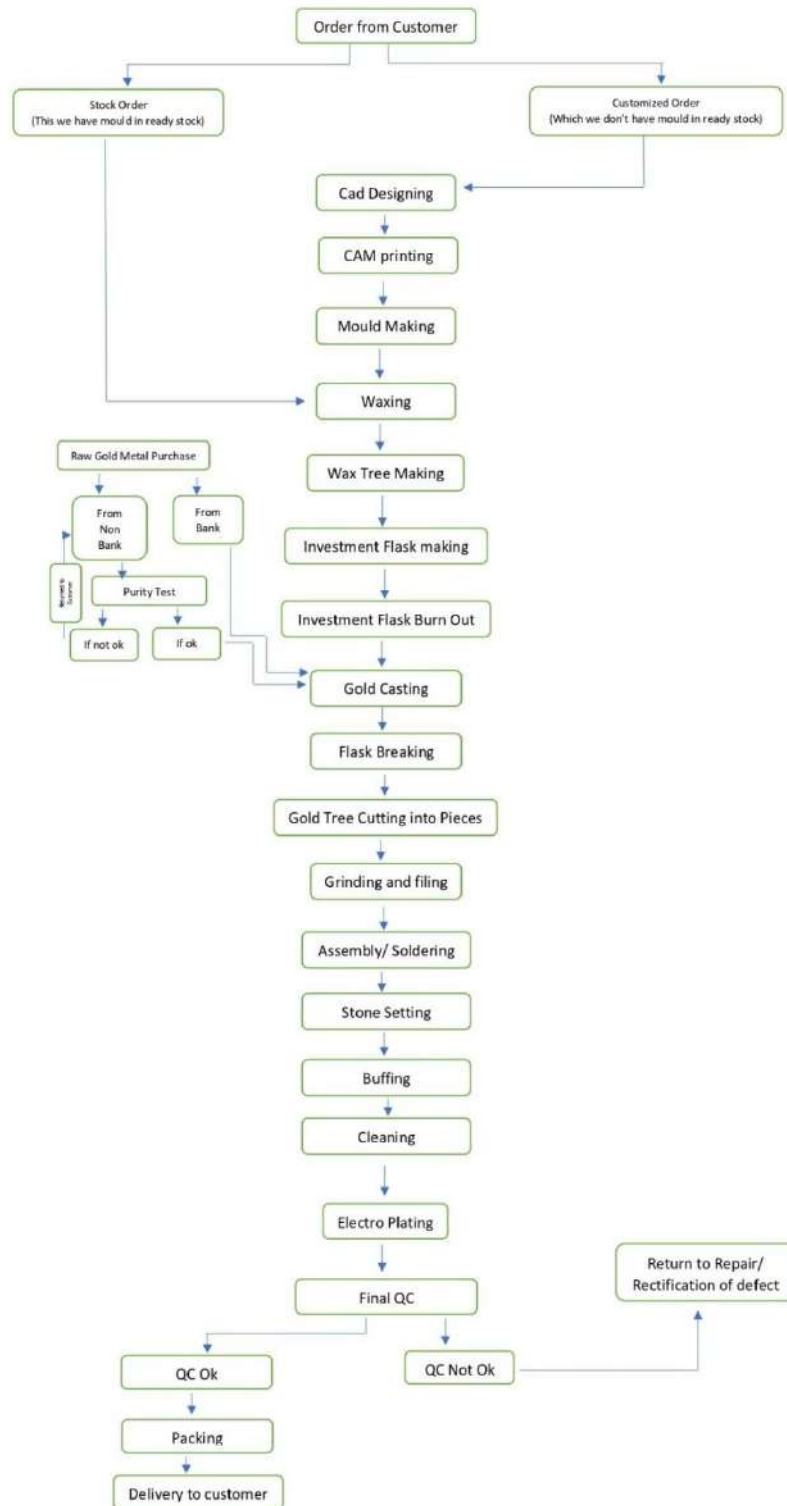 Order from Customer
Stock Order
(This we have mould in ready stock)
Customized Order
(Which we don't have mould in ready stock)
Cad Designing
CAM printing
Mould Making
Waxing
Raw Gold Metal Purchase
Wax Tree Making
From
Non
Bank
From
Bank
Investment Flask making
Purity Test
Investment Flask Burn Out
If not ok
If ok
Gold Casting
Flask Breaking
Gold Tree Cutting into Pieces
Grinding and filing
Assembly/ Soldering
Stone Setting
Buffing
Cleaning
Electro Plating
Return to Repair/
Rectification of defect
Final QC
QC Ok
QC Not Ok
Packing
Delivery to customer